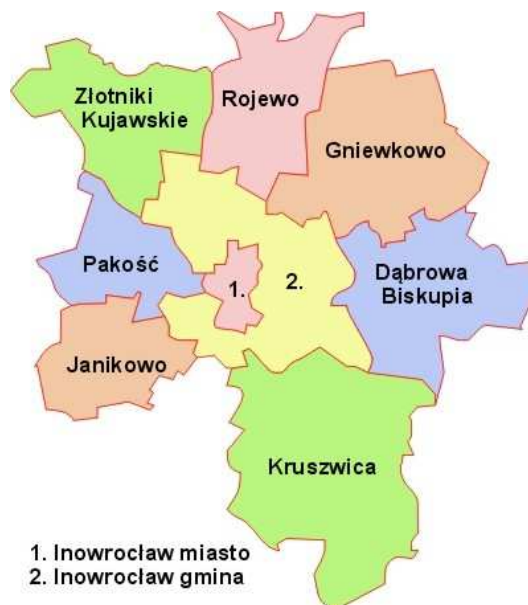 Złotniki
Kujawskie
Rojewo
Gniewkowo
Pakość
1.
2.
Dąbrowa
Biskupia
Janikowo
Kruszwica
1. Inowrocław miasto
2. Inowrocław gmina